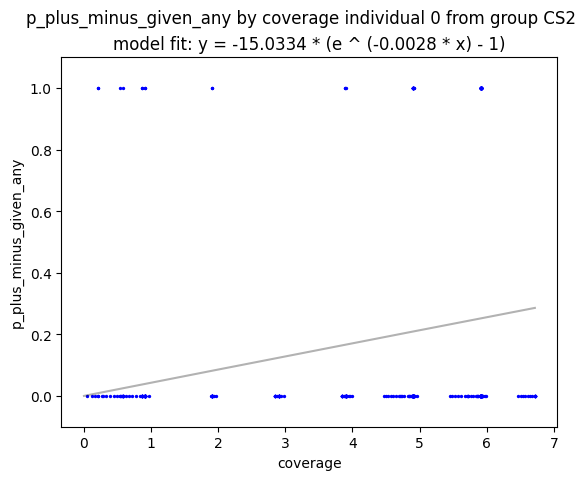 p_plus_minus_given_any by coverage individual 0 from group CS2
model fit: y = -15.0334 * (e ^ (-0.0028 * x) - 1)
1.0
0.8
0.6
0.4
0.2
0.0
p_plus_minus_given_any
0 1 2 3 4 5 6 7
coverage